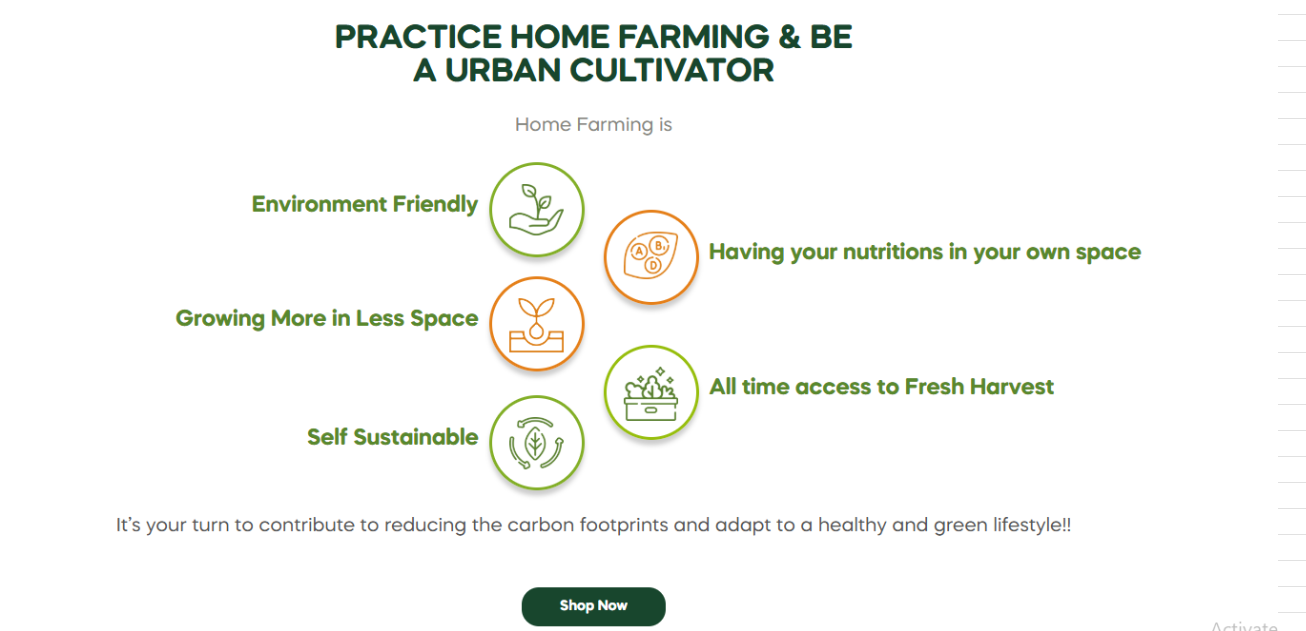 PRACTICE HOME FARMING & BE
A URBAN CULTIVATOR
Home Farming is
Environment Friendly
A B₁ D
Having your nutritions in your own space
Growing More in Less Space
All time access to Fresh Harvest
Self Sustainable
It's your turn to contribute to reducing the carbon footprints and adapt to a healthy and green lifestyle!!
Shop Now
Activate